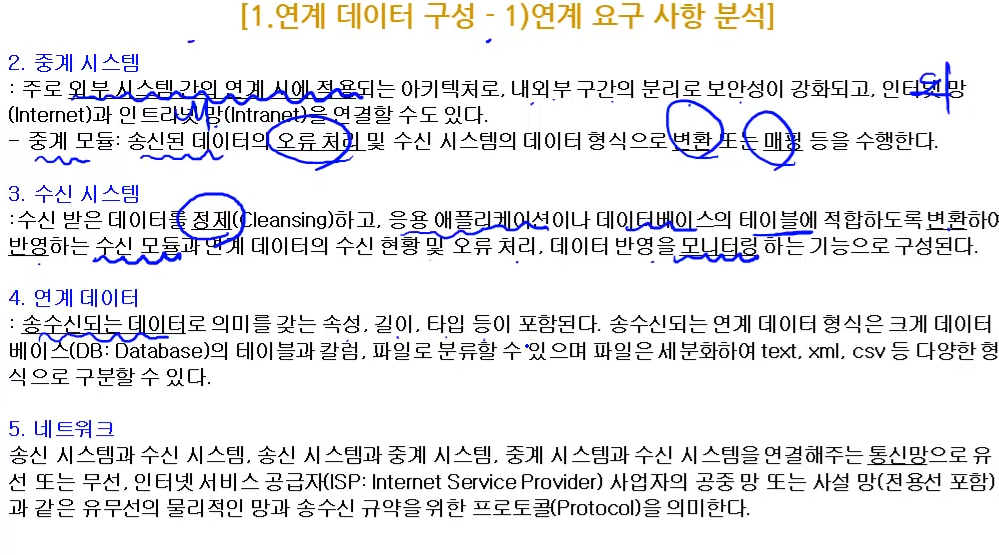 [1.연계 데이터 구성 - 1)연계 요구 사항 분석]
2. 중계 시스템
: 주로 외부 시스템 간의 연계 시에 적용되는 아키텍처로, 내외부 구간의 분리로 보안성이 강화되고, 인터넷 망
(Internet)과 인트라넷 망(Intranet)을 연결할 수도 있다.
- 중계 모듈: 송신된 데이터의 오류 처리 및 수신 시스템의 데이터 형식으로 변환 또는 매핑 등을 수행한다.
3. 수신 시스템
:수신 받은 데이터를 정제(Cleansing)하고, 응용 애플리케이션이나 데이터베이스의 테이블에 적합하도록 변환하여
반영하는 수신 모듈과 연계 데이터의 수신 현황 및 오류 처리, 데이터 반영을 모니터링 하는 기능으로 구성된다.
4. 연계 데이터
: 송수신되는 데이터로 의미를 갖는 속성, 길이, 타입 등이 포함된다. 송수신되는 연계 데이터 형식은 크게 데이터
베이스(DB: Database)의 테이블과 칼럼, 파일로 분류할 수 있으며 파일은 세분화하여 text, xml, csv 등 다양한 형
식으로 구분할 수 있다.
5. 네트워크
송신 시스템과 수신 시스템, 송신 시스템과 중계 시스템, 중계 시스템과 수신 시스템을 연결해주는 통신망으로 유
선 또는 무선, 인터넷 서비스 공급자(ISP: Internet Service Provider) 사업자의 공중 망 또는 사설 망(전용선 포함)
과 같은 유무선의 물리적인 망과 송수신 규약을 위한 프로토콜(Protocol)을 의미한다.